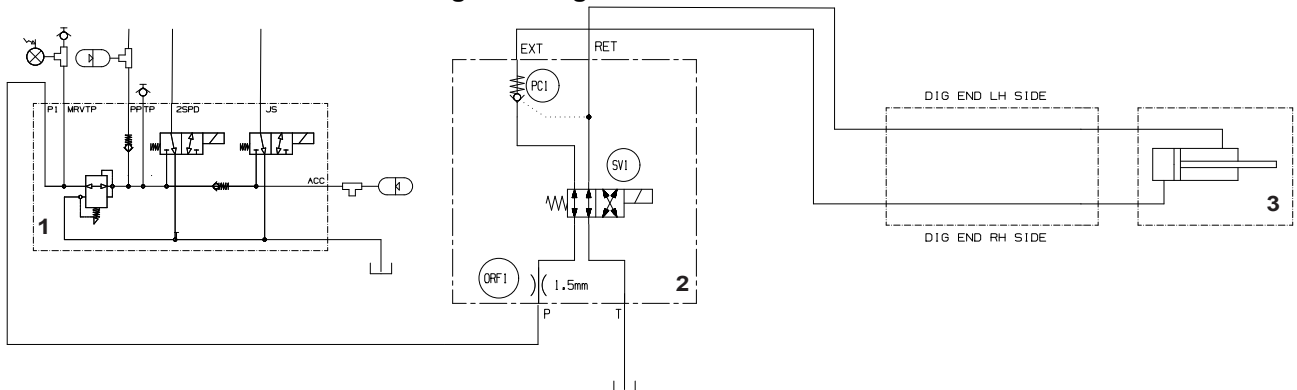 EXT
RET
PC1
P1 MRVTP PPTP 2SPD JS
DIG END LH SIDE
SV1
ACC
1
3
DIG END RH SIDE
ORF1
1.5mm
2
P
T